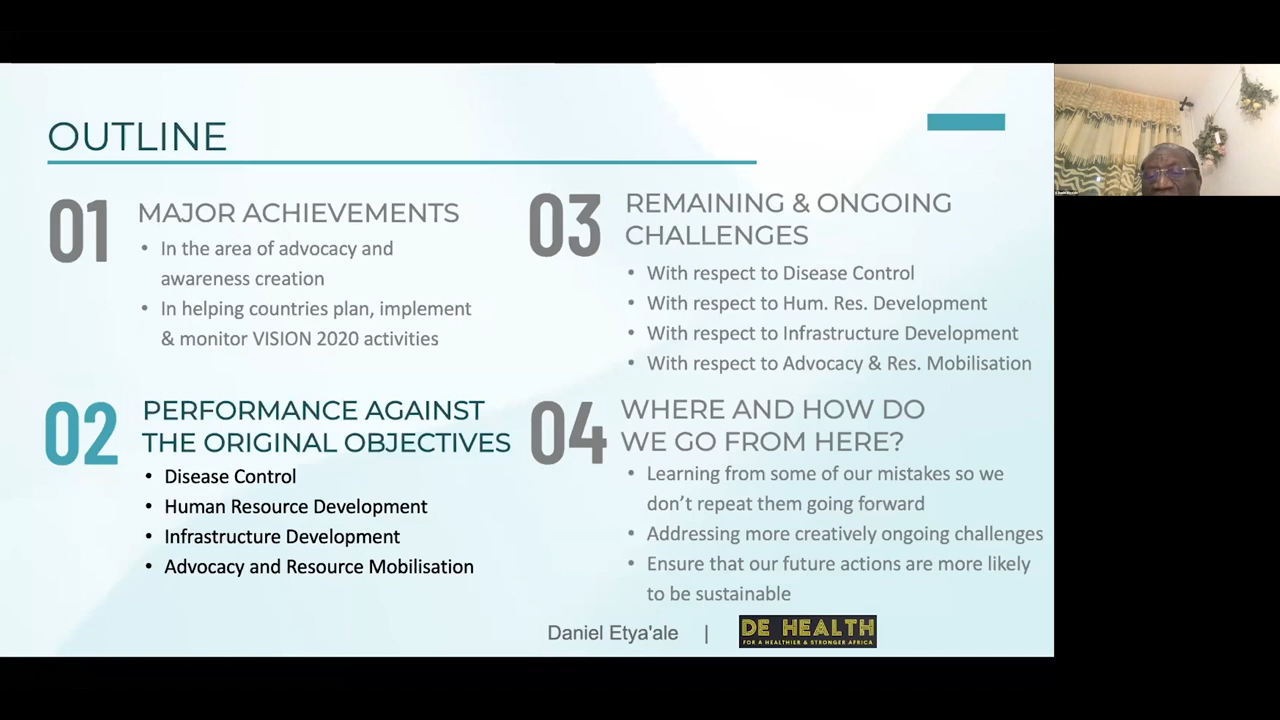 OUTLINE
01
MAJOR ACHIEVEMENTS
• In the area of advocacy and
awareness creation
• In helping countries plan, implement
& monitor VISION 2020 activities
02
PERFORMANCE AGAINST
THE ORIGINAL OBJECTIVES
• Disease Control
• Human Resource Development
• Infrastructure Development
• Advocacy and Resource Mobilisation
03
REMAINING & ONGOING
CHALLENGES
• With respect to Disease Control
• With respect to Hum. Res. Development
• With respect to Infrastructure Development
• With respect to Advocacy & Res. Mobilisation
04
WHERE AND HOW DO
WE GO FROM HERE?
• Learning from some of our mistakes so we
don’t repeat them going forward
• Addressing more creatively ongoing challenges
• Ensure that our future actions are more likely
to be sustainable
Daniel Etya'ale |
DE HEALTH
FOR A HEALTHIER & STRONGER AFRICA